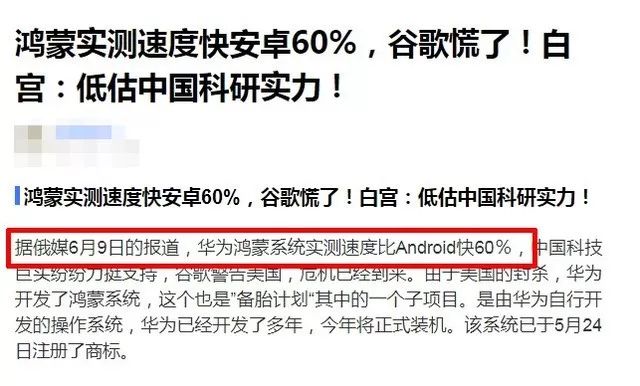 鸿蒙实测速度快安卓60%，谷歌慌了！白
宫：低估中国科研实力！
鸿蒙实测速度快安卓60%，谷歌慌了！白宫：低估中国科研实力！
据俄媒6月9日的报道，华为鸿蒙系统实测速度比Android快60%，中国科技
巨头纷纷力挺支持，谷歌警告美国，危机已经到来。由于美国的封杀，华为
开发了鸿蒙系统，这个也是”备胎计划“其中的一个子项目。是由华为自行开
发的操作系统，华为已经开发了多年，今年将正式装机。该系统已于5月24
日注册了商标。